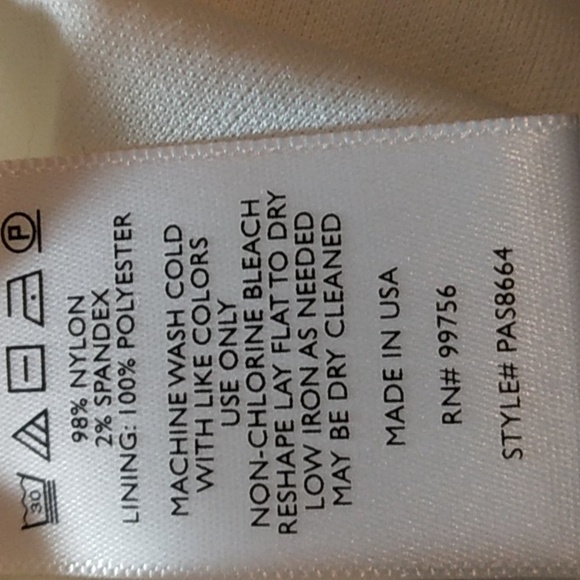 30 P
98% NYLON
2% SPANDEX
LINING: 100% POLYESTER
MACHINE WASH COLD
WITH LIKE COLORS
USE ONLY
NON-CHLORINE BLEACH
RESHAPE LAY FLAT TO DRY
LOW IRON AS NEEDED
MAY BE DRY CLEANED
MADE IN USA
RN# 99756
STYLE# PAS8664